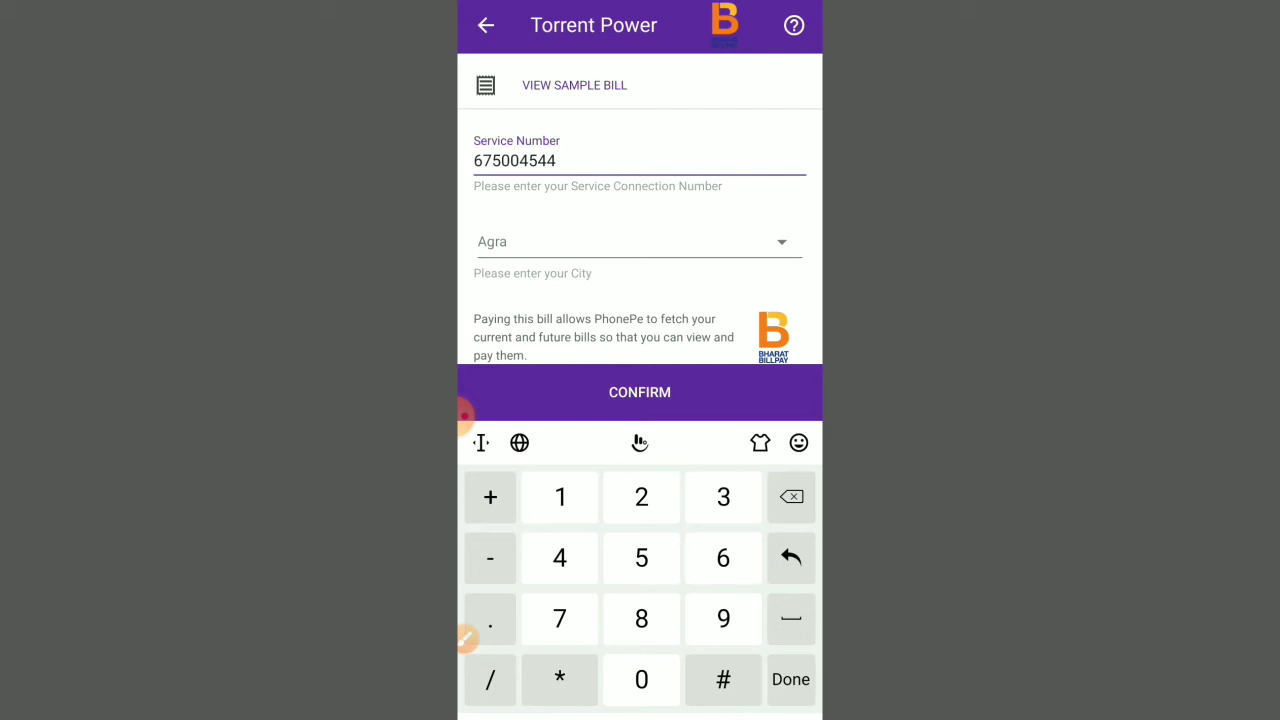 Torrent Power
B
VIEW SAMPLE BILL
Service Number
675004544
Please enter your Service Connection Number
Agra
Please enter your City
Paying this bill allows PhonePe to fetch your
current and future bills so that you can view and
pay them.
B
BHARAT
BILLPAY
CONFIRM
+ 1 2 3
- 4 5 6
. 7 8 9
/ * 0 # Done